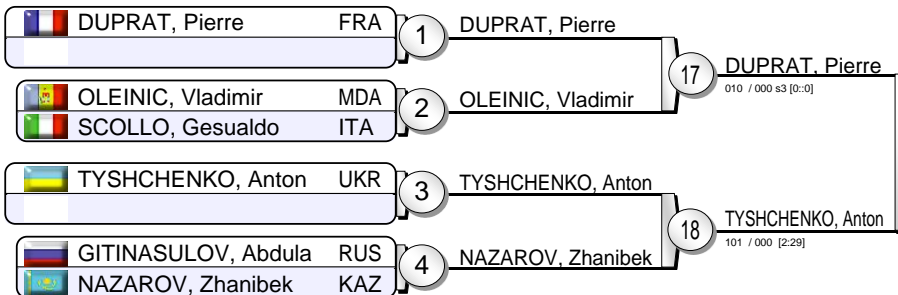 DUPRAT, Pierre FRA
1
DUPRAT, Pierre
OLEINIC, Vladimir MDA
SCOLLO, Gesualdo ITA
2
OLEINIC, Vladimir
17
DUPRAT, Pierre
010 / 000 s3 [0::0]
TYSHCHENKO, Anton UKR
3
TYSHCHENKO, Anton
GITINASULOV, Abdula RUS
NAZAROV, Zhanibek KAZ
4
NAZAROV, Zhanibek
18
TYSHCHENKO, Anton
101 / 000 [2:29]